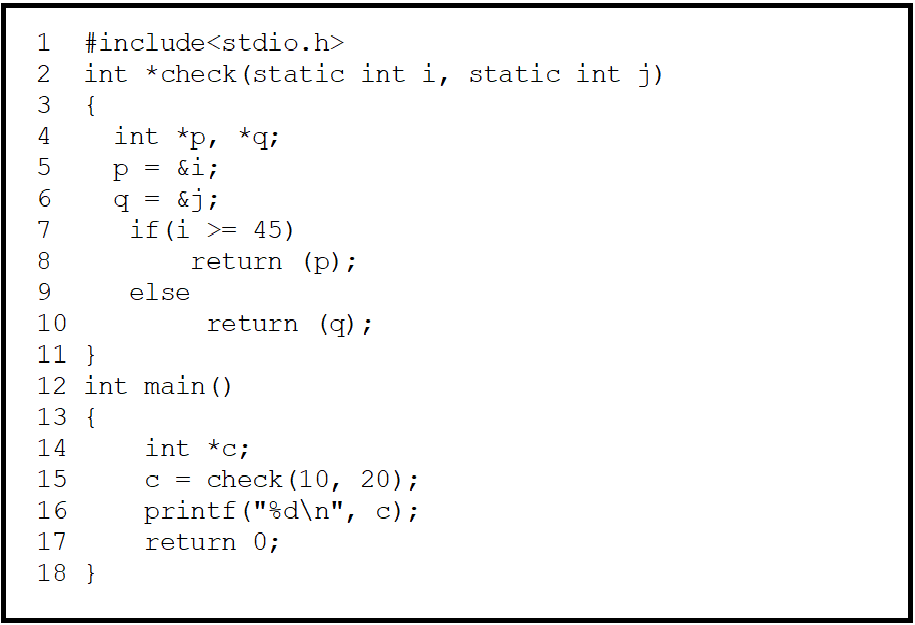 1 #include<stdio.h>
2 int *check(static int i, static int j)
3 {
4 int *p, *q;
5 p = &i;
6 q = &j;
7 if(i >= 45)
8 return (p);
9 else
10 return (q);
11 }
12 int main()
13 {
14 int *c;
15 c = check(10, 20);
16 printf("%d\n", c);
17 return 0;
18 }